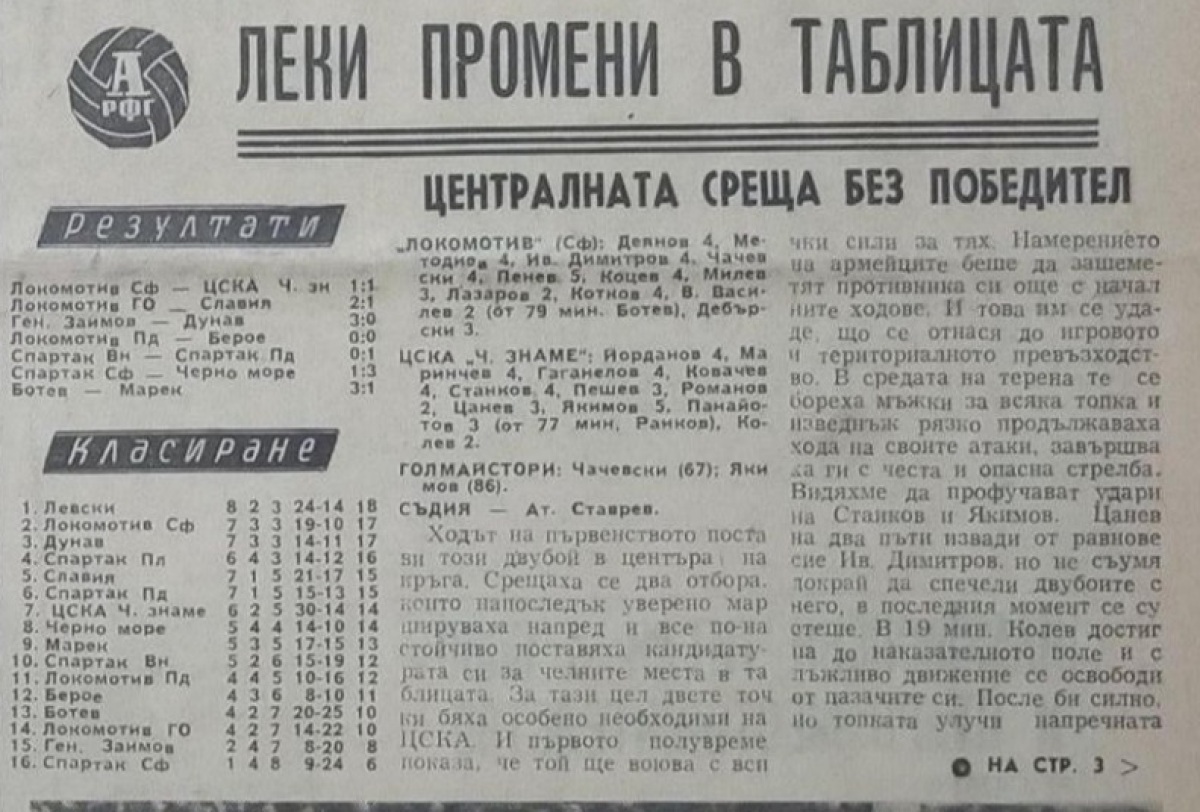 А
РФГ
ЛЕКИ ПРОМЕНИ В ТАБЛИЦАТА
Резултати
Локомотив Сф — ЦСКА Ч. зн 1:1
Локомотив ГО — Славия 2:1
Ген. Заимов — Дунав 3:0
Локомотив Пд — Берое 0:0
Спартак Вн — Спартак Пд 0:1
Спартак Сф — Черно море 1:3
Ботев — Марек 3:1
Класиране
1. Левски 8 2 3 24-14 18
2. Локомотив Сф 7 3 3 19-10 17
3. Дунав 7 3 3 14-11 17
4. Спартак Пл 6 4 3 14-12 16
5. Славия 7 1 5 21-17 15
6. Спартак Пд 7 1 5 15-13 15
7. ЦСКА Ч. знаме 6 2 5 30-14 14
8. Черно море 5 4 4 14-10 14
9. Марек 5 3 5 17-15 13
10. Спартак Вн 5 2 6 15-19 12
11. Локомотив Пд 4 4 5 10-16 12
12. Берое 4 3 6 8-10 11
13. Ботев 4 2 7 20-25 10
14. Локомотив ГО 4 2 7 14-22 10
15. Ген. Заимов 2 4 7 8-20 8
16. Спартак Сф 1 4 8 9-24 6
ЦЕНТРАЛНАТА СРЕЩА БЕЗ ПОБЕДИТЕЛ
„ЛОКОМОТИВ" (Сф): Деянов 4, Ме-
тодиов 4, Ив. Димитров 4, Чачев
ски 4, Пенев 5, Коцев 4, Милев
3, Лазаров 2, Котков 4, В. Васи-
лев 2 (от 79 мин. Ботев), Дебър-
ски 3.
ЦСКА „Ч. ЗНАМЕ": Йорданов 4, Ма
ринчев 4, Гаганелов 4, Ковачев
4, Станков 4, Пешев 3, Романов
2, Цанев 3, Якимов 5, Панайо-
тов 3 (от 77 мин. Ранков), Ко-
лев 2.
ГОЛМАЙСТОРИ: Чачевски (67); Яки
мов (86).
СЪДИЯ — Ат. Ставрев.
Ходът на първенството поста
ви този двубой в центъра на
кръга. Срещаха се два отбора,
които напоследък уверено мар
шируваха напред и все по-на
стойчиво поставяха кандидату-
рата си за челните места в та
блицата. За тази цел двете точ
ки бяха особено необходими на
ЦСКА. И първото полувреме
показа, че той ще воюва с вси
чки сили за тях. Намерението
на армейците беше да зашеме-
тят противника си още с начал
ните ходове. И това им се уда-
де, що се отнася до игровото
и териториалното превъзходст-
во. В средата на терена те се
бореха мъжки за всяка топка и
изведнъж рязко продължаваха
хода на своите атаки, завършва
ха ги с честа и опасна стрелба.
Видяхме да профучават удари
на Станков и Якимов. Цанев
на два пъти извади от равнове
сие Ив. Димитров, но не съумя
докрай да спечели двубоите с
него, в последния момент се су
етеше. В 19 мин. Колев достиг
на до наказателното поле и с
лъжливо движение се освободи
от пазачите си. После би силно,
но топката улучи напречната
НА СТР. 3 >